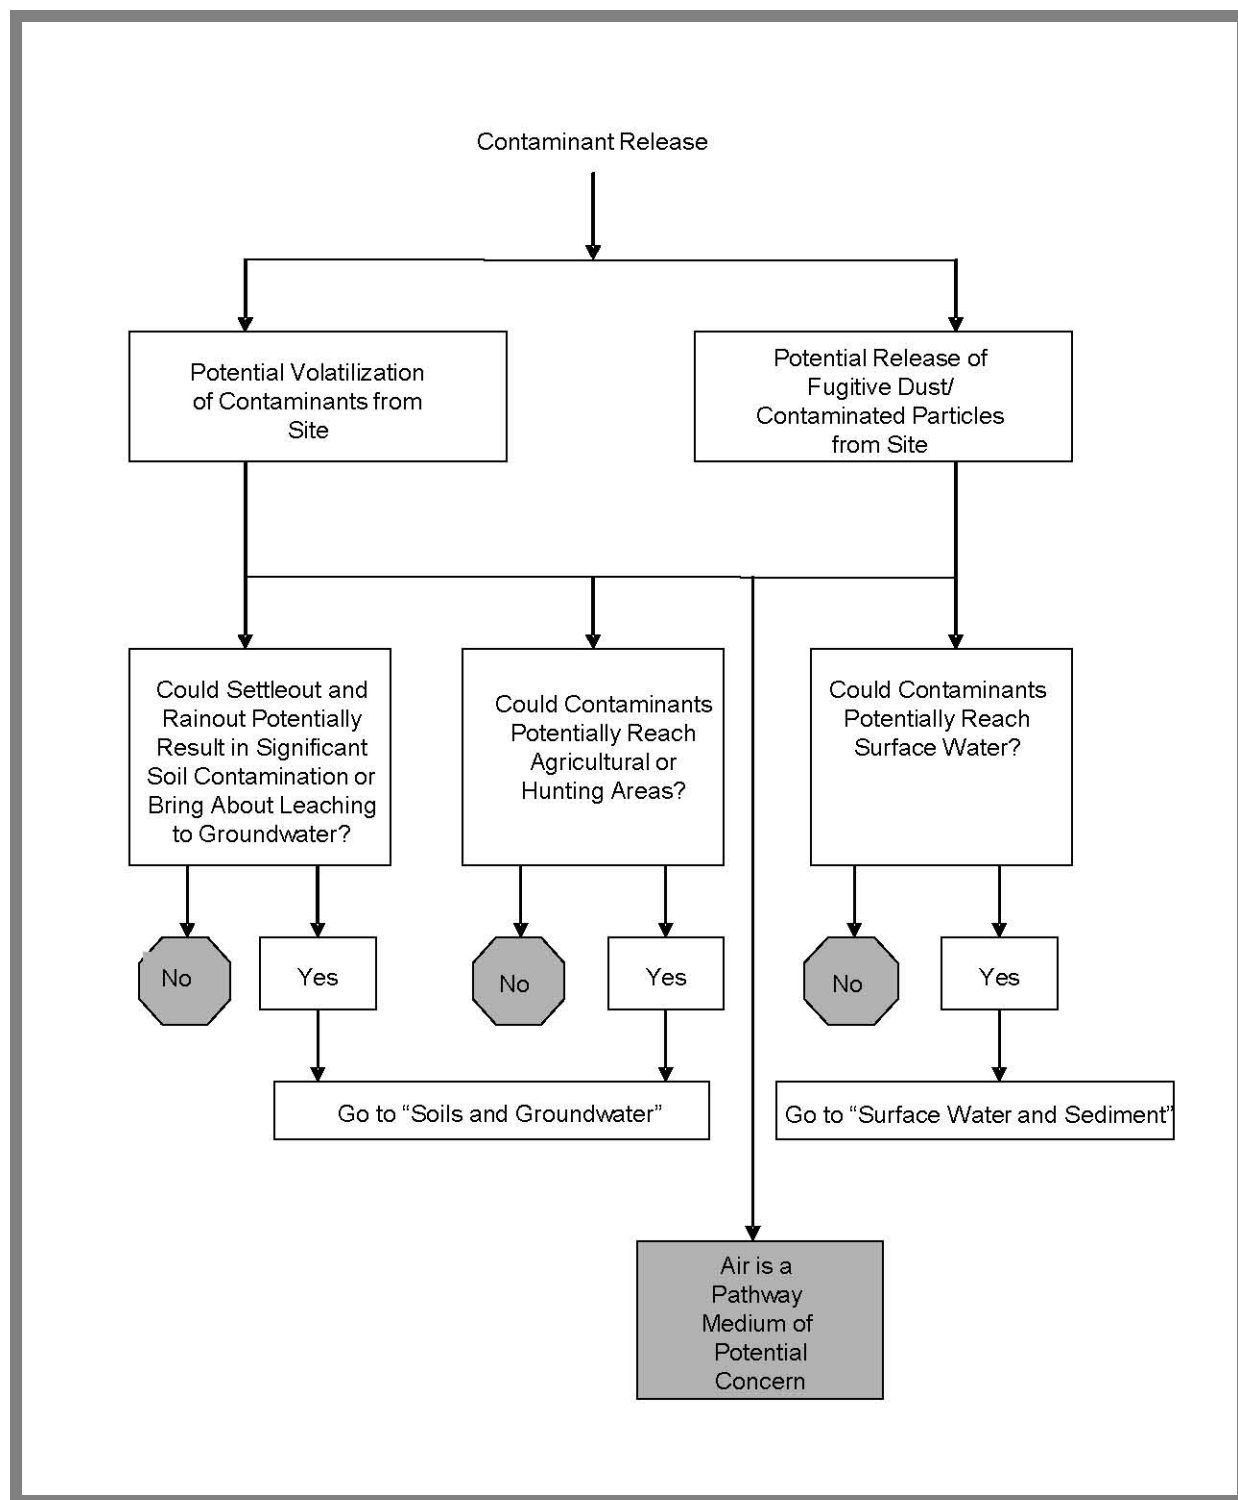 Contaminant Release
Potential Volatilization
of Contaminants from
Site
Potential Release of
Fugitive Dust/
Contaminated Particles
from Site
Could Settleout and
Rainout Potentially
Result in Significant
Soil Contamination or
Bring About Leaching
to Groundwater?
Could Contaminants
Potentially Reach
Agricultural or
Hunting Areas?
Could Contaminants
Potentially Reach
Surface Water?
No
Yes
No
Yes
No
Yes
Go to “Soils and Groundwater”
Go to “Surface Water and Sediment”
Air is a
Pathway
Medium of
Potential
Concern